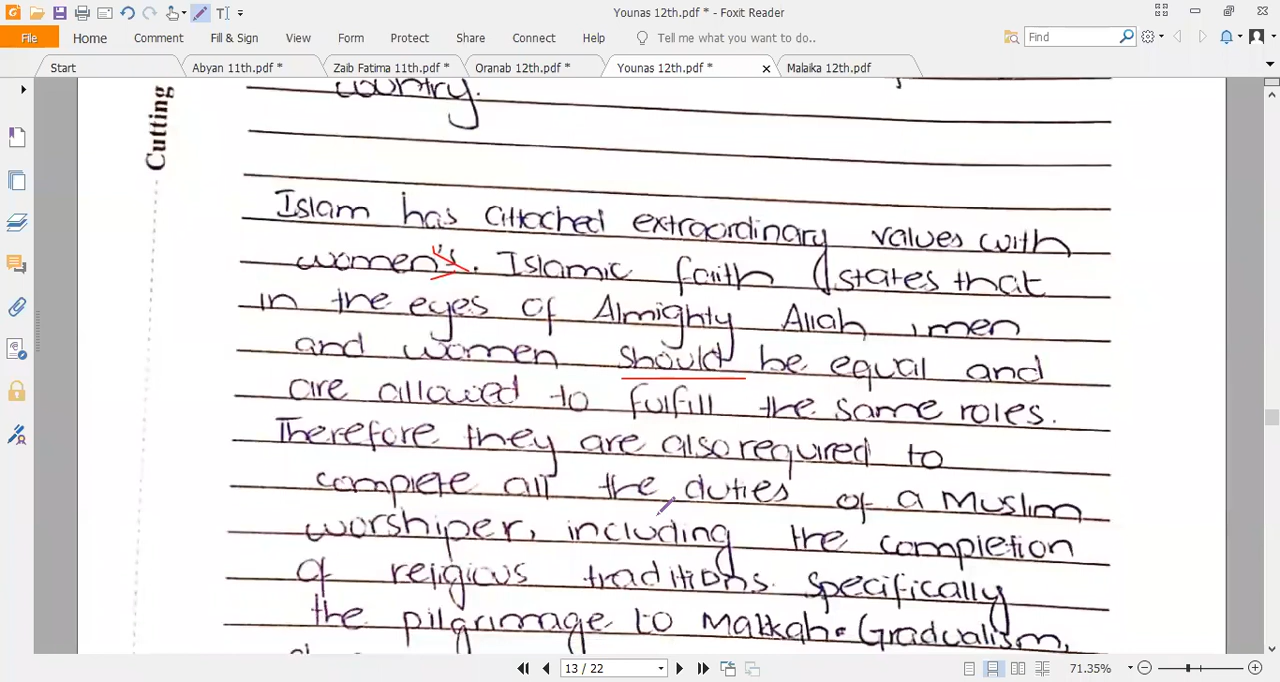 Younas 12th.pdf * - Foxit Reader
File Home Comment Fill & Sign View Form Protect Share Connect Help Tell me what you want to do.. Find
Start Abyan 11th.pdf * Zaib Fatima 11th.pdf * Oranab 12th.pdf * Younas 12th.pdf * Malaika 12th.pdf
Cutting
country.
Islam has attached extraordinary values with
women's. Islamic faith states that
in the eyes of Almighty Allah , men
and women should be equal and
are allowed to fulfill the same roles.
Therefore they are also required to
complete all the duties of a Muslim
worshiper, including the completion
of religious traditions. Specifically
the pilgrimage to Makkah. Gradualism,
13 / 22 71.35%